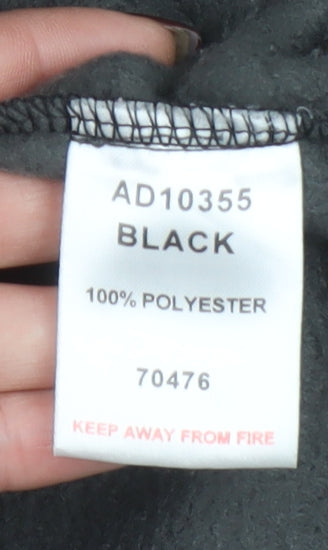 AD10355
BLACK
100% POLYESTER
70476
KEEP AWAY FROM FIRE